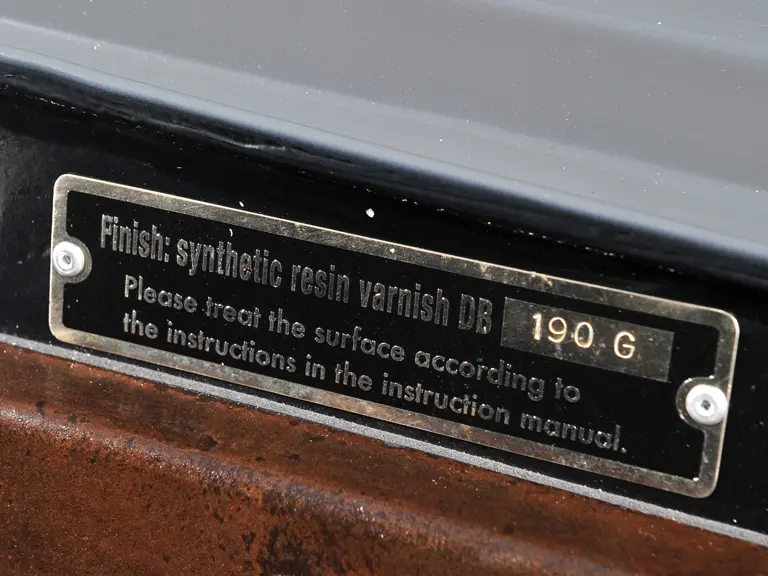 Finish: synthetic resin varnish DB 190 G
Please treat the surface according to
the instructions in the instruction manual.